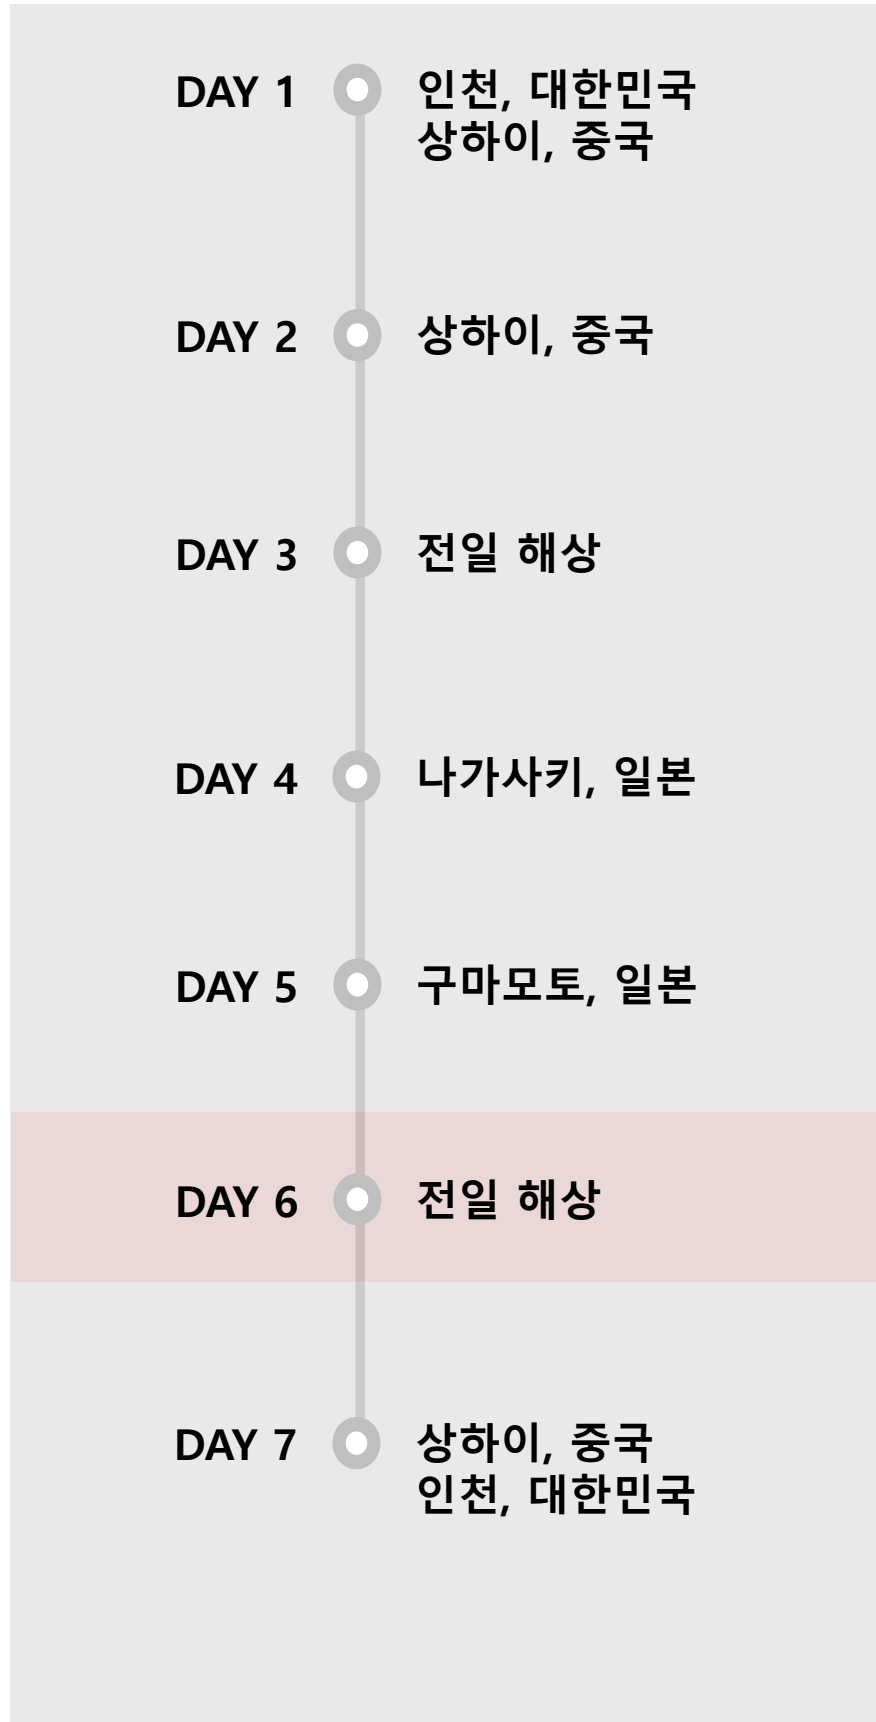 DAY 1 인천, 대한민국
상하이, 중국
DAY 2 상하이, 중국
DAY 3 전일 해상
DAY 4 나가사키, 일본
DAY 5 구마모토, 일본
DAY 6 전일 해상
DAY 7 상하이, 중국
인천, 대한민국